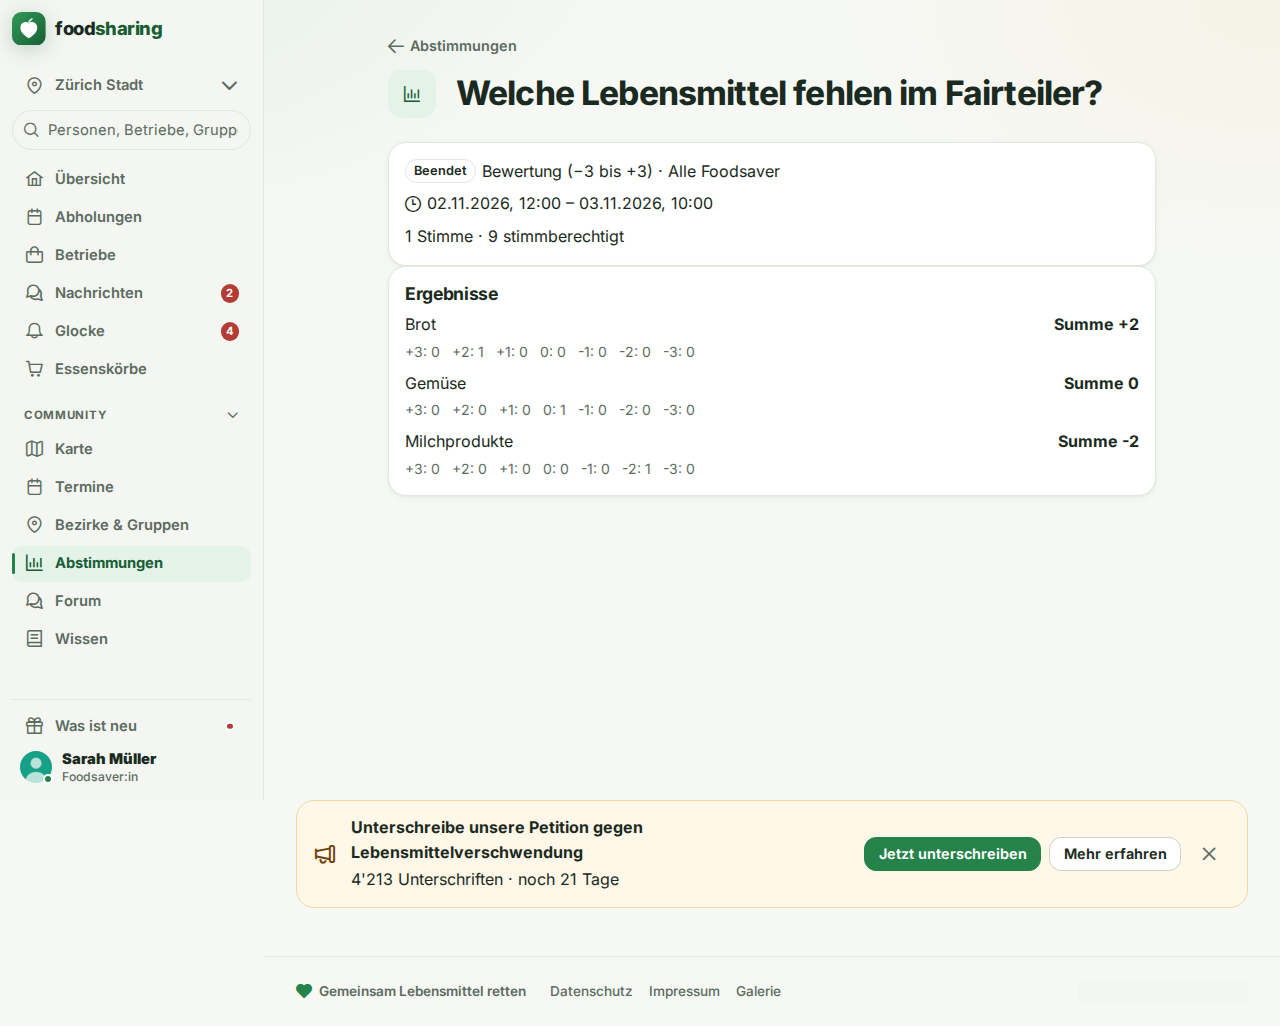 foodsharing
Zürich Stadt
Personen, Betriebe, Grupp
Übersicht
Abholungen
Betriebe
Nachrichten 2
Glocke 4
Essenskörbe
COMMUNITY
Karte
Termine
Bezirke & Gruppen
Abstimmungen
Forum
Wissen
Was ist neu
Sarah Müller
Foodsaver:in
Abstimmungen
Welche Lebensmittel fehlen im Fairteiler?
Beendet Bewertung (−3 bis +3) · Alle Foodsaver
02.11.2026, 12:00 – 03.11.2026, 10:00
1 Stimme · 9 stimmberechtigt
Ergebnisse
Brot Summe +2
+3: 0 +2: 1 +1: 0 0: 0 -1: 0 -2: 0 -3: 0
Gemüse Summe 0
+3: 0 +2: 0 +1: 0 0: 1 -1: 0 -2: 0 -3: 0
Milchprodukte Summe -2
+3: 0 +2: 0 +1: 0 0: 0 -1: 0 -2: 1 -3: 0
Unterschreibe unsere Petition gegen
Lebensmittelverschwendung
4'213 Unterschriften · noch 21 Tage
Jetzt unterschreiben Mehr erfahren
Gemeinsam Lebensmittel retten Datenschutz Impressum Galerie